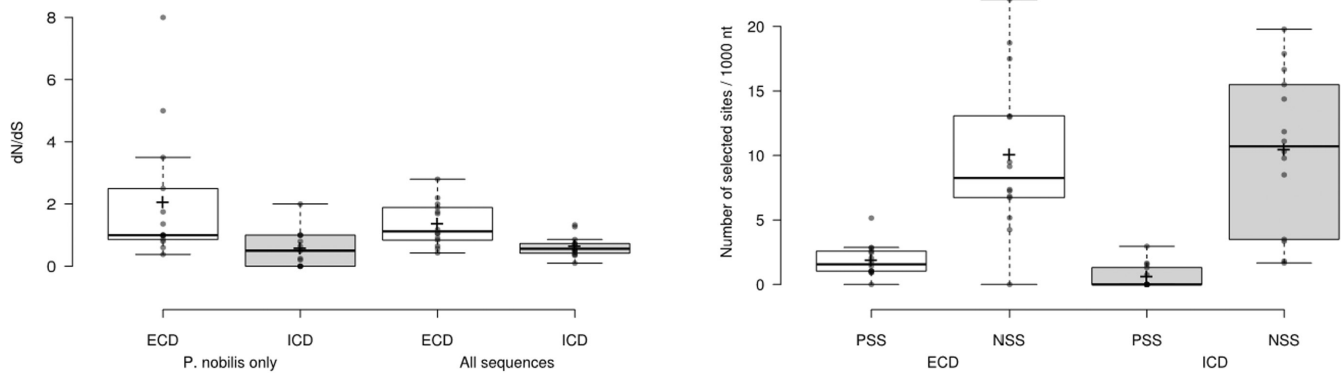 dN/dS
8
6
4
2
0
ECD
ICD
ECD
ICD
P. nobilis only
All sequences
Number of selected sites / 1000 nt
20
15
10
5
0
PSS
NSS
PSS
NSS
ECD
ICD